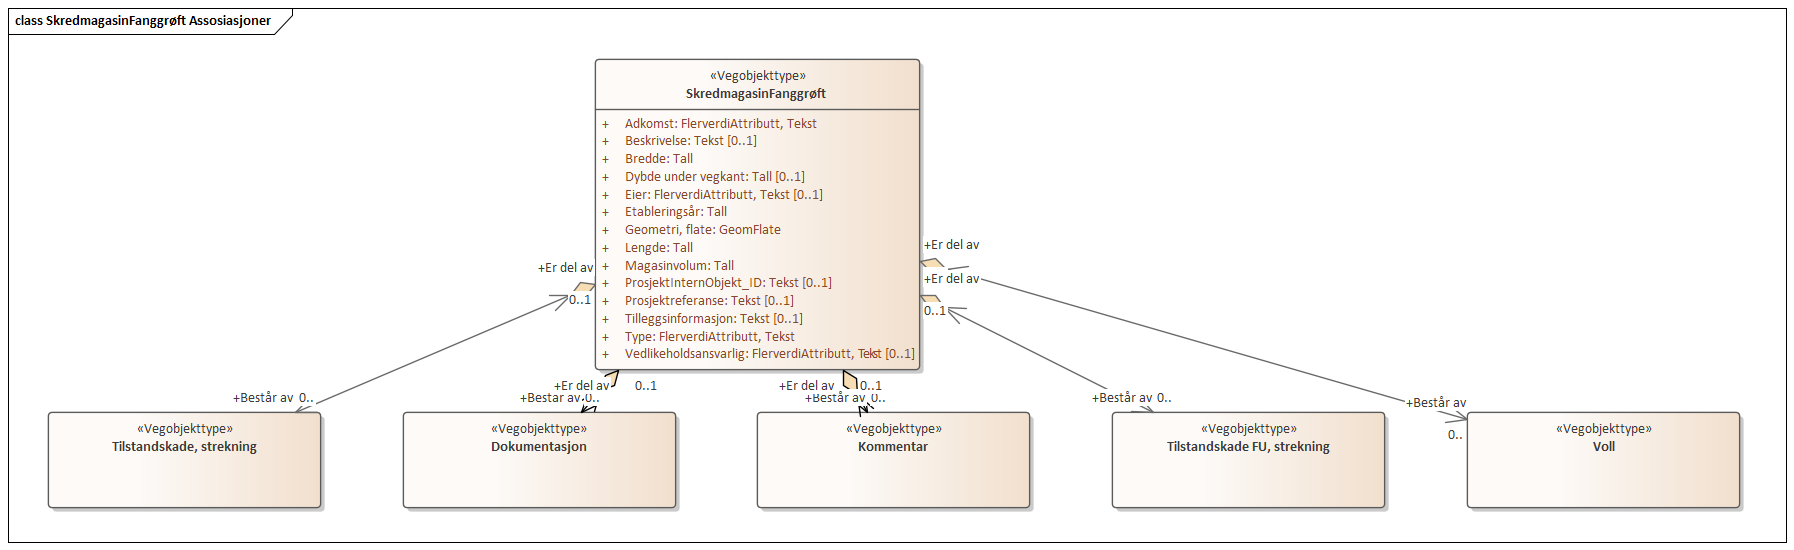 class SkredmagasinFanggrøft Assosiasjoner
«Vegobjekttype»
SkredmagasinFanggrøft
+ Adkomst: FlerverdiAttributt, Tekst
+ Beskrivelse: Tekst [0..1]
+ Bredde: Tall
+ Dybde under vegkant: Tall [0..1]
+ Eier: FlerverdiAttributt, Tekst [0..1]
+ Etableringsår: Tall
+ Geometri, flate: GeomFlate
+ Lengde: Tall
+ Magasinvolum: Tall
+ ProsjektInternObjekt_ID: Tekst [0..1]
+ Prosjektreferanse: Tekst [0..1]
+ Tilleggsinformasjon: Tekst [0..1]
+ Type: FlerverdiAttributt, Tekst
+ Vedlikeholdsansvarlig: FlerverdiAttributt, Tekst [0..1]
+Er del av
+Er del av
+Er del av
0..1
0..1
+Er del av 0..1
+Er del av 0..1
+Består av 0..
+Består av 0..
+Består av 0..
+Består av 0..
+Består av
0..
«Vegobjekttype»
Tilstandskade, strekning
«Vegobjekttype»
Dokumentasjon
«Vegobjekttype»
Kommentar
«Vegobjekttype»
Tilstandskade FU, strekning
«Vegobjekttype»
Voll